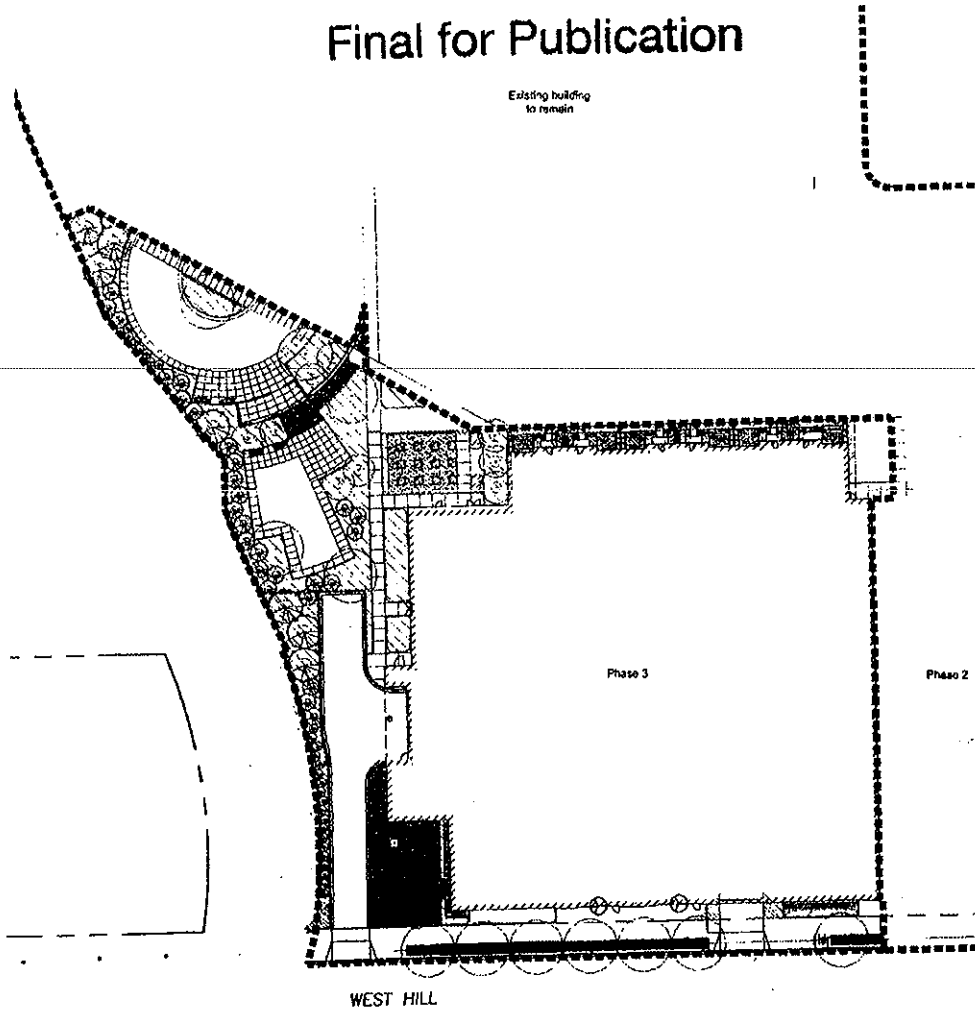 Final for Publication
Existing building
to remain
Phase 3
Phase 2
WEST HILL